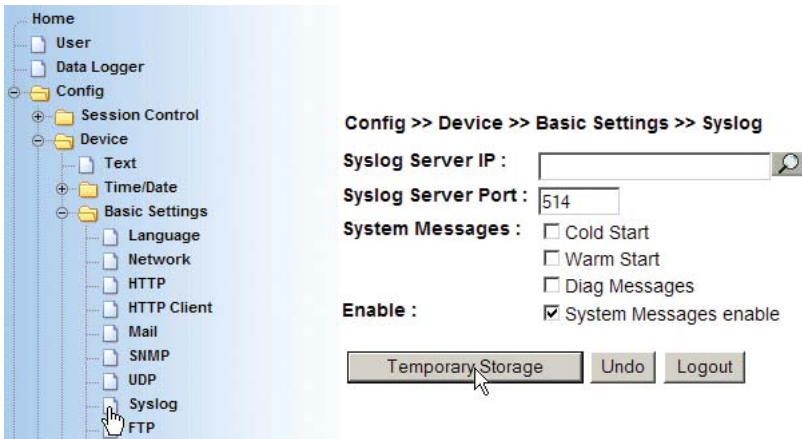 Home
User
Data Logger
Config
Session Control
Device
Text
Time/Date
Basic Settings
Language
Network
HTTP
HTTP Client
Mail
SNMP
UDP
Syslog
FTP
Config >> Device >> Basic Settings >> Syslog
Syslog Server IP :
Syslog Server Port : 514
System Messages : Cold Start
Warm Start
Diag Messages
Enable : System Messages enable
Temporary Storage Undo Logout